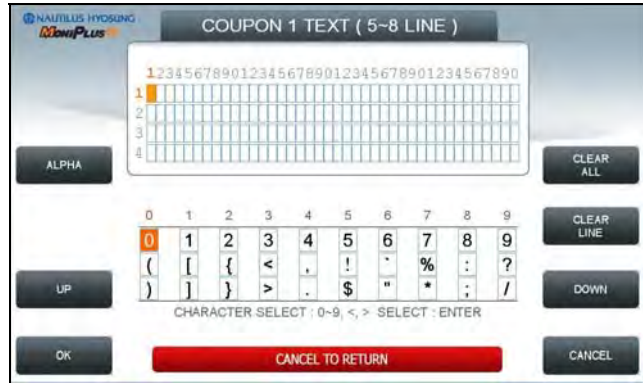 NAUTILUS HYOSUNG
MONIPLUS
COUPON 1 TEXT ( 5~8 LINE )
1234567890123456789012345678901234567890
1
2
3
4
ALPHA
CLEAR ALL
0 1 2 3 4 5 6 7 8 9
0 1 2 3 4 5 6 7 8 9
( [ { < , ! ` % : ?
) ] } > . $ " * ; /
CLEAR LINE
UP
DOWN
CHARACTER SELECT : 0~9, <, > SELECT : ENTER
OK
CANCEL TO RETURN
CANCEL